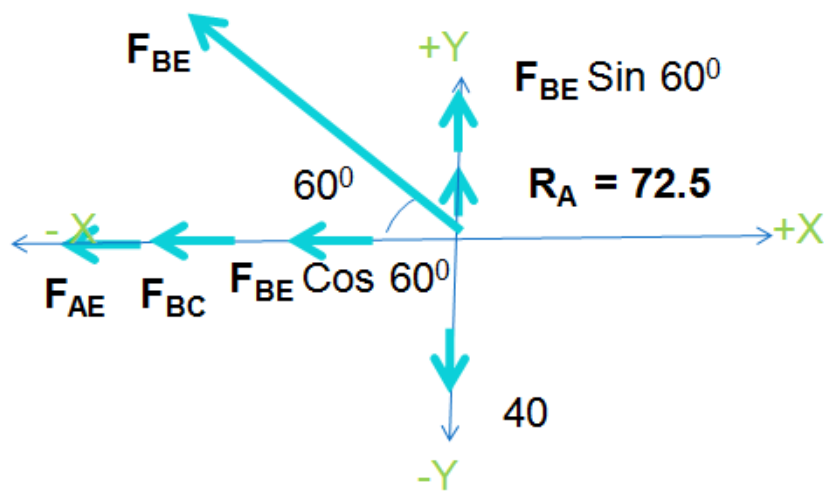 F_BE
+Y
F_BE Sin 60⁰
60⁰
R_A = 72.5
- X
+X
F_AE
F_BC
F_BE Cos 60⁰
40
-Y